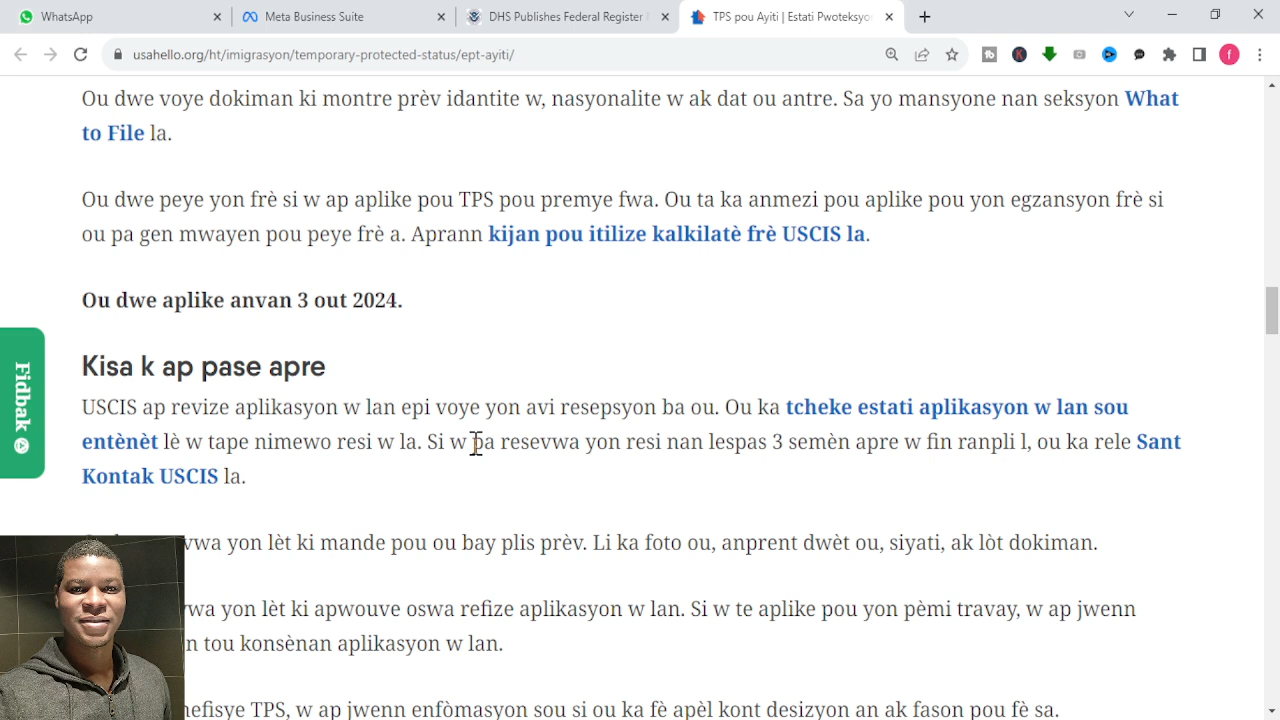 WhatsApp
Meta Business Suite
DHS Publishes Federal Register
TPS pou Ayiti | Estati Pwoteksyo
usahello.org/ht/imigrasyon/temporary-protected-status/ept-ayiti/
Ou dwe voye dokiman ki montre prèv idantite w, nasyonalite w ak dat ou antre. Sa yo mansyone nan seksyon What
to File la.
Ou dwe peye yon frè si w ap aplike pou TPS pou premye fwa. Ou ta ka anmezi pou aplike pou yon egzansyon frè si
ou pa gen mwayen pou peye frè a. Aprann kijan pou itilize kalkilatè frè USCIS la.
Ou dwe aplike anvan 3 out 2024.
Fidbak
Kisa k ap pase apre
USCIS ap revize aplikasyon w lan epi voye yon avi resepsyon ba ou. Ou ka tcheke estati aplikasyon w lan sou
entènèt lè w tape nimewo resi w la. Si w pa resevwa yon resi nan lespas 3 semèn apre w fin ranpli l, ou ka rele Sant
Kontak USCIS la.
yon lèt ki mande pou ou bay plis prèv. Li ka foto ou, anprent dwèt ou, siyati, ak lòt dokiman.
yon lèt ki apwouve oswa refize aplikasyon w lan. Si w te aplike pou yon pèmi travay, w ap jwenn
tou konsènan aplikasyon w lan.
TPS, w ap jwenn enfòmasyon sou si ou ka fè apèl kont desizyon an ak fason pou fè sa.